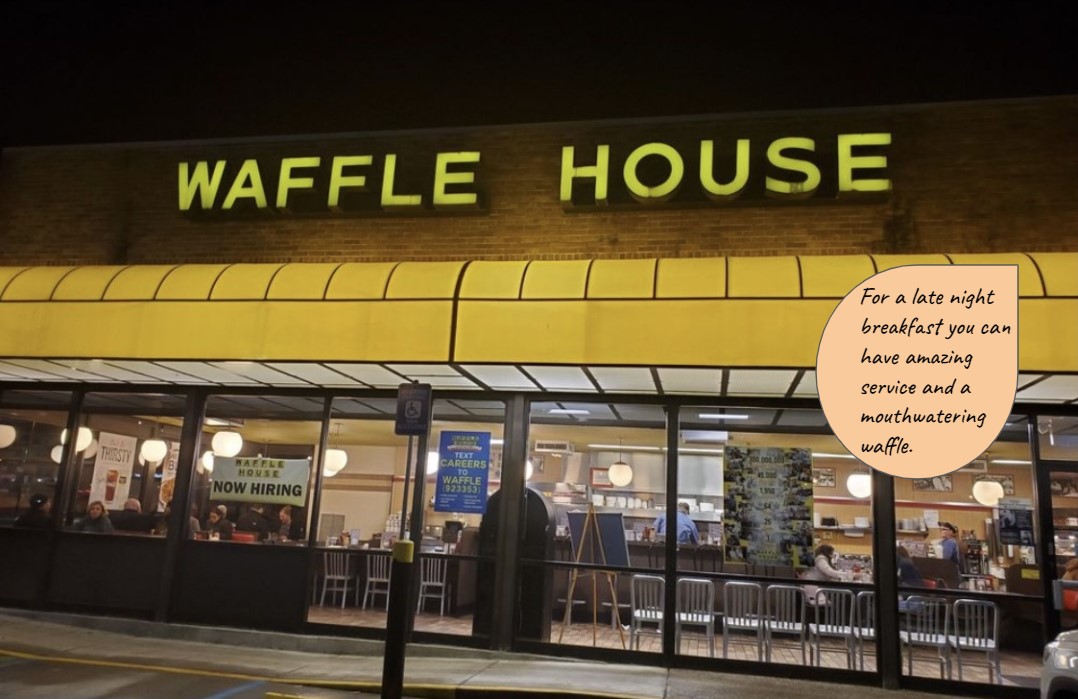 WAFFLE HOUSE
For a late night
breakfast you can
have amazing
service and a
mouthwatering
waffle.
THIRSTY
WAFFLE
HOUSE
NOW HIRING
TEXT
CAREERS
TO
WAFFLE
(923353)